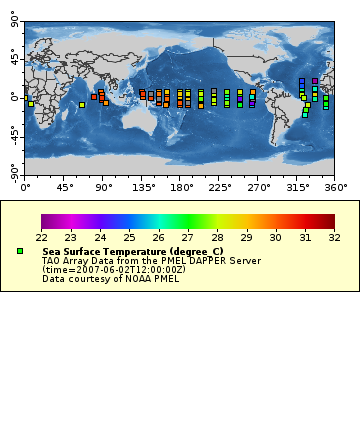 90°
45°
0°
-45°
-90°
0° 45° 90° 135° 180° 225° 270° 315° 360°
22 23 24 25 26 27 28 29 30 31 32
Sea Surface Temperature (degree_C)
TAO Array Data from the PMEL DAPPER Server
(time=2007-06-02T12:00:00Z)
Data courtesy of NOAA PMEL